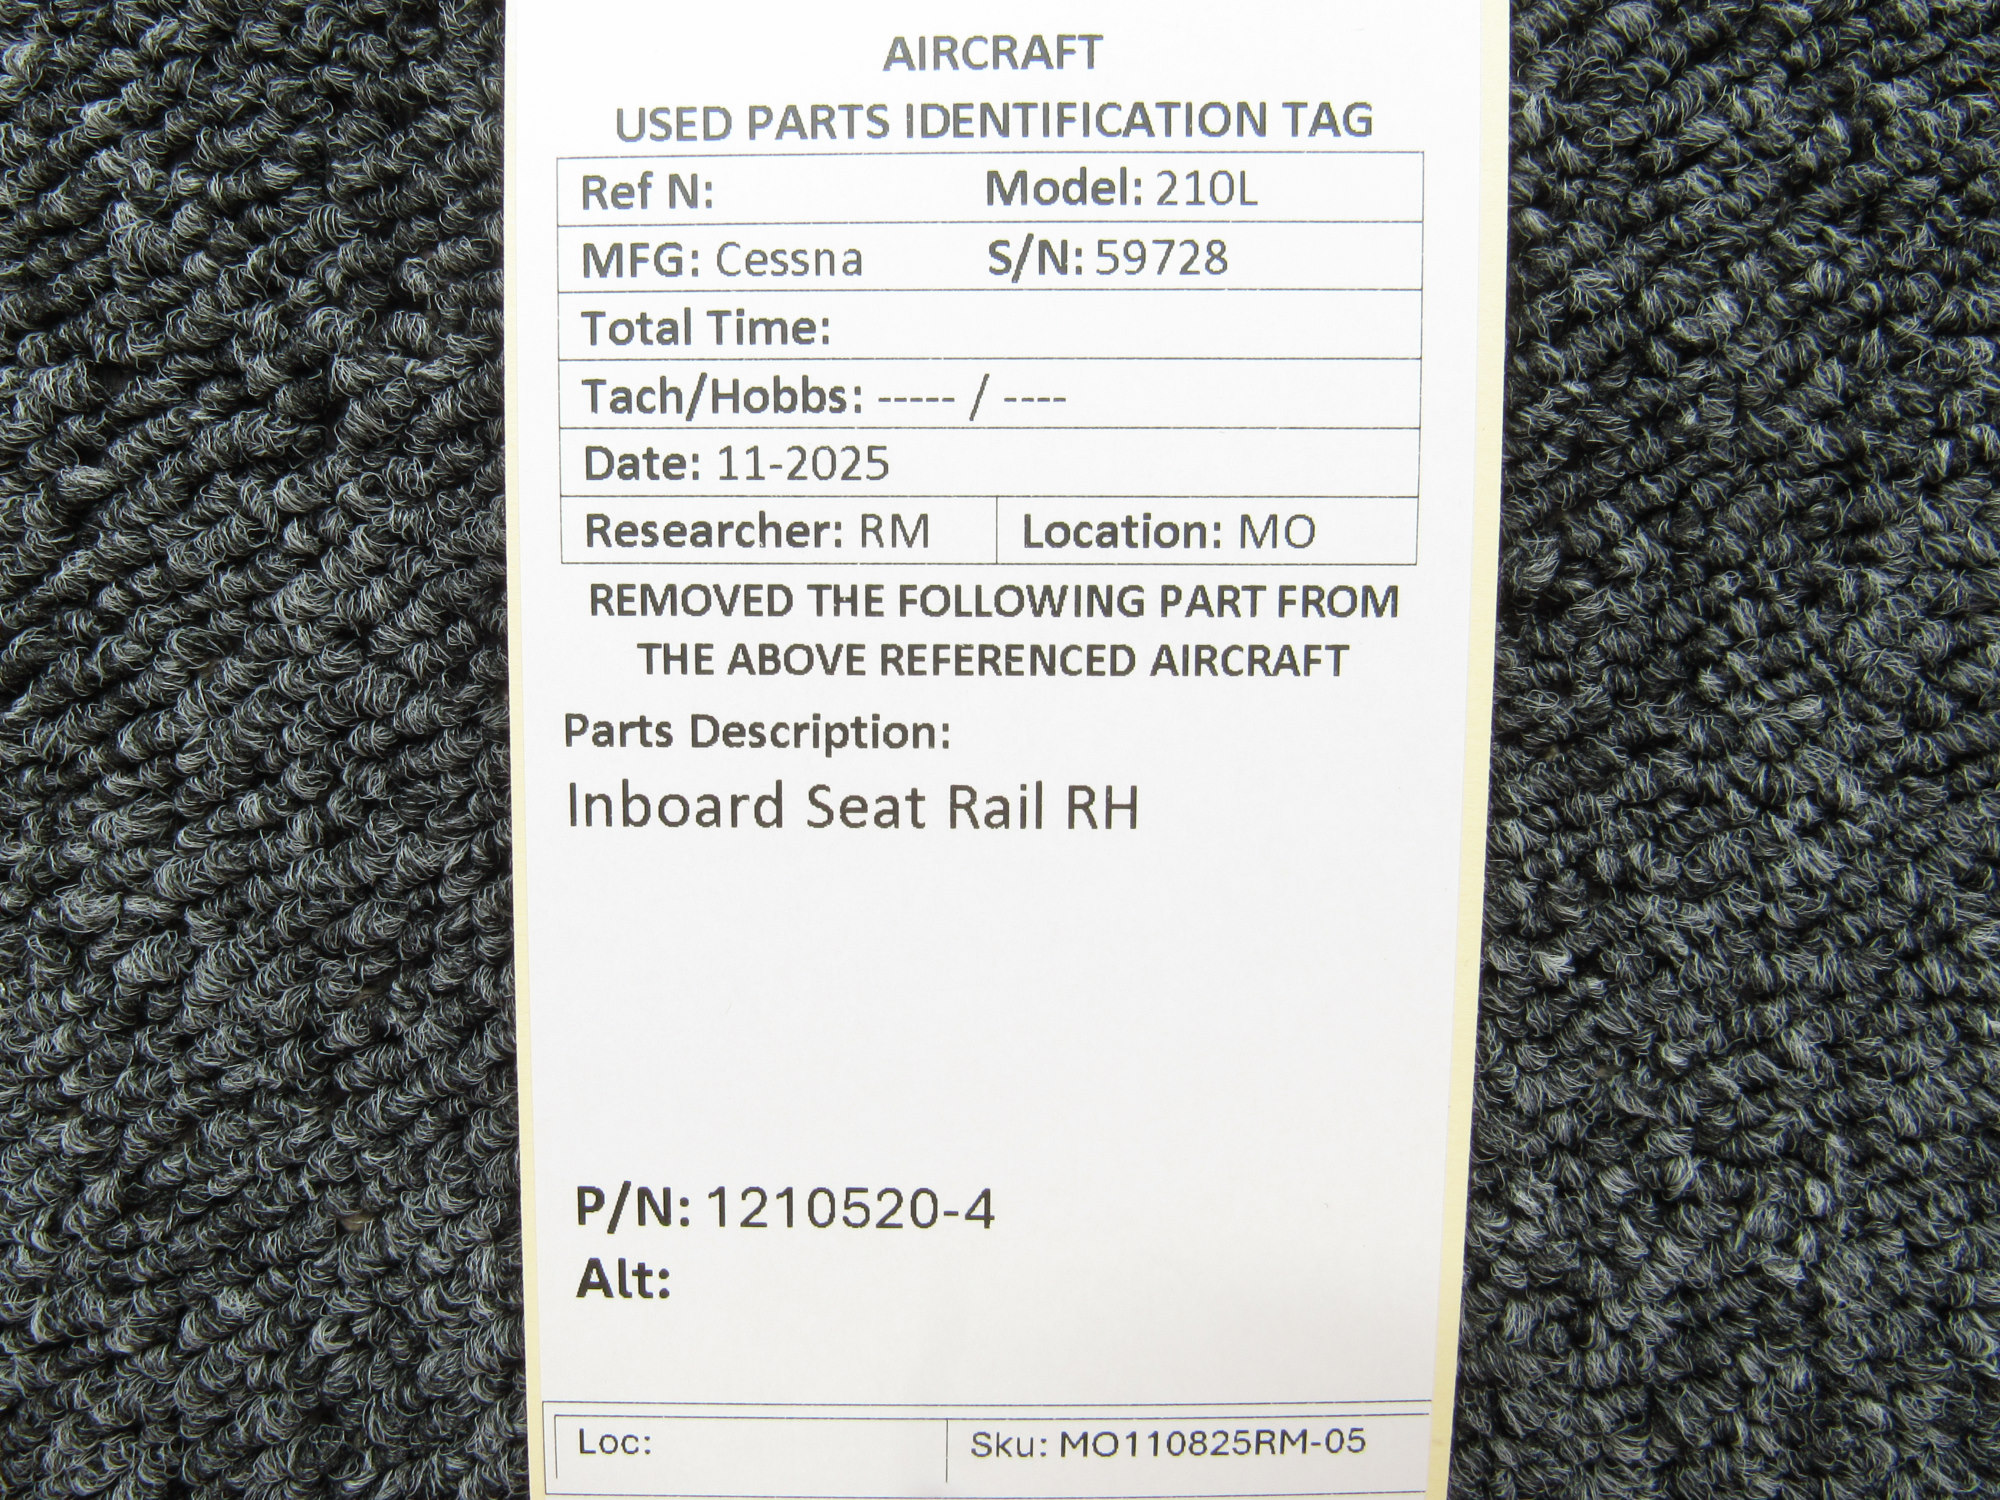 AIRCRAFT
USED PARTS IDENTIFICATION TAG
Ref N: Model: 210L
MFG: Cessna S/N: 59728
Total Time:
Tach/Hobbs: ----- / ----
Date: 11-2025
Researcher: RM Location: MO
REMOVED THE FOLLOWING PART FROM
THE ABOVE REFERENCED AIRCRAFT
Parts Description:
Inboard Seat Rail RH
P/N: 1210520-4
Alt:
Loc: Sku: MO110825RM-05